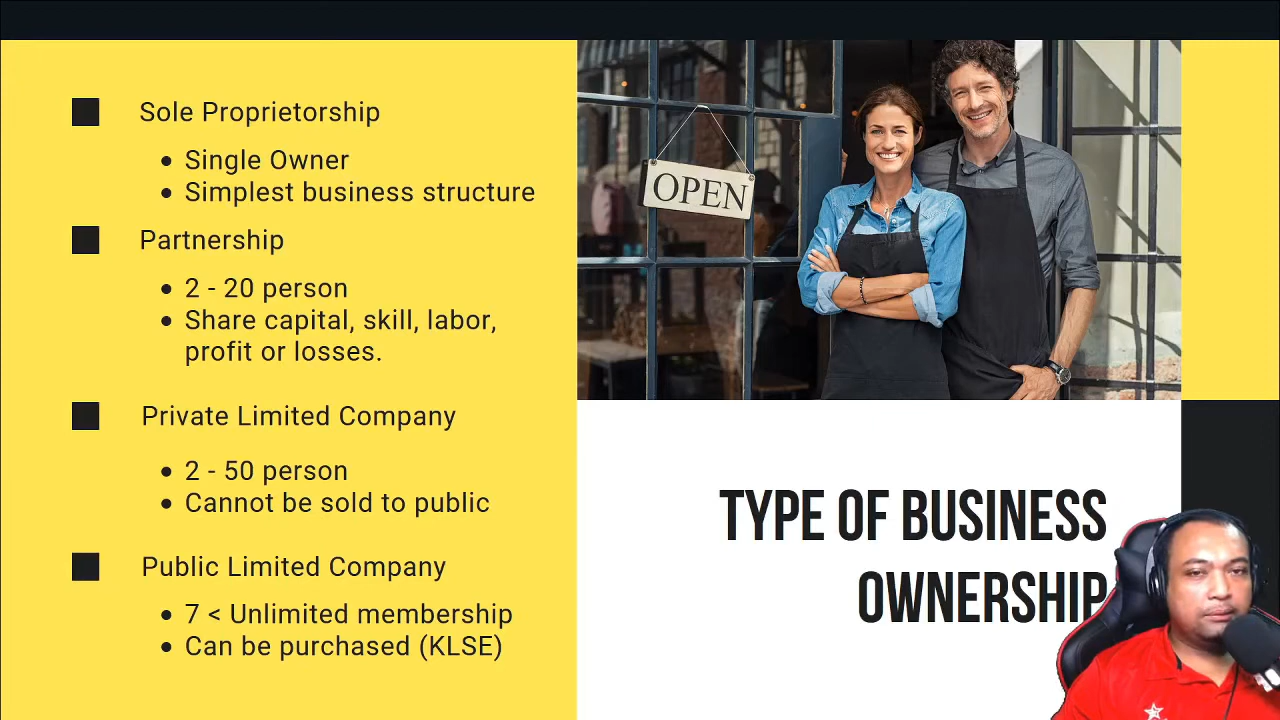 Sole Proprietorship
Single Owner
Simplest business structure
Partnership
2 - 20 person
Share capital, skill, labor,
profit or losses.
Private Limited Company
2 - 50 person
Cannot be sold to public
Public Limited Company
7 < Unlimited membership
Can be purchased (KLSE)
OPEN
TYPE OF BUSINESS
OWNERSHIP